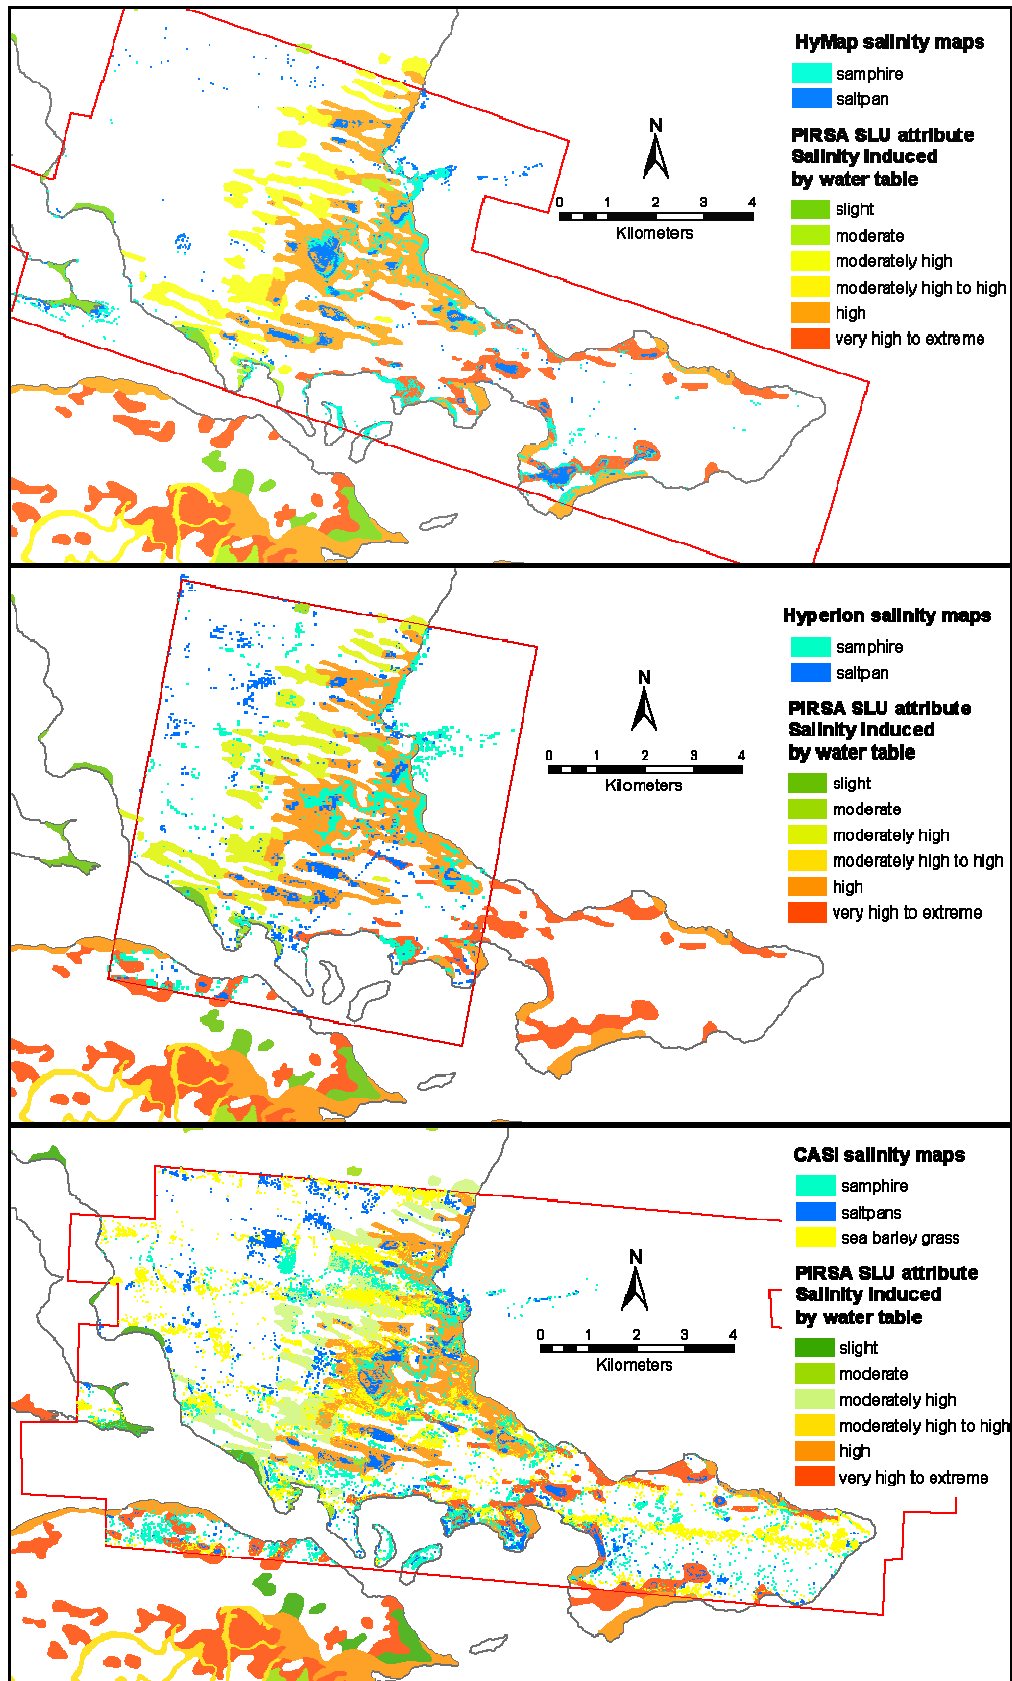 HyMap salinity maps
samphire
saltpan
PIRSA SLU attribute
Salinity induced
by water table
slight
moderate
moderately high
moderately high to high
high
very high to extreme
N
0 1 2 3 4
Kilometers
Hyperion salinity maps
samphire
saltpan
PIRSA SLU attribute
Salinity induced
by water table
slight
moderate
moderately high
moderately high to high
high
very high to extreme
N
0 1 2 3 4
Kilometers
CASI salinity maps
samphire
saltpans
sea barley grass
PIRSA SLU attribute
Salinity induced
by water table
slight
moderate
moderately high
moderately high to high
high
very high to extreme
N
0 1 2 3 4
Kilometers